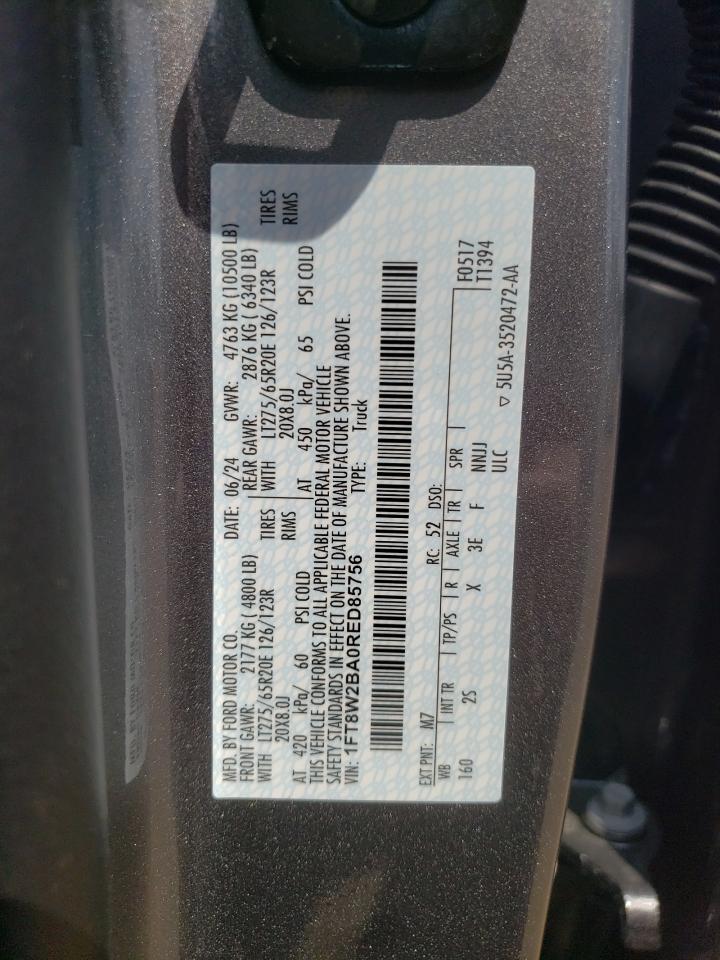 MFD. BY FORD MOTOR CO. DATE: 06/24 GVWR: 4763 KG (10500 LB)
FRONT GAWR: 2177 KG ( 4800 LB) REAR GAWR: 2876 KG ( 6340 LB)
WITH LT275/65R20E 126/123R TIRES WITH LT275/65R20E 126/123R TIRES
20X8.0J RIMS 20X8.0J RIMS
AT 420 kPa/ 60 PSI COLD AT 450 kPa/ 65 PSI COLD
THIS VEHICLE CONFORMS TO ALL APPLICABLE FEDERAL MOTOR VEHICLE
SAFETY STANDARDS IN EFFECT ON THE DATE OF MANUFACTURE SHOWN ABOVE.
VIN: 1FT8W2BA0RED85756 TYPE: Truck
EXT PNT: M7 RC: 52 DSO:
WB INT TR TP/PS R AXLE TR SPR F0517
160 2S X 3E F NNJJ T1394
ULC
▽ 5U5A-3520472-AA